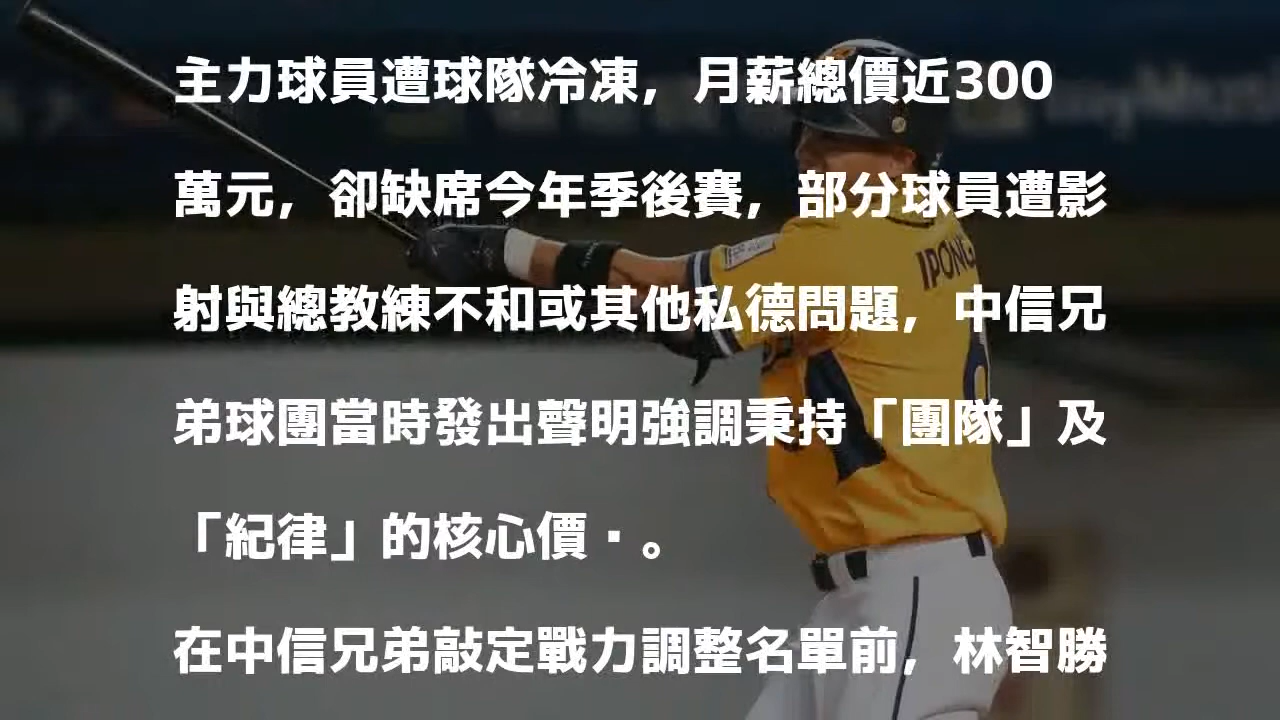 主力球員遭球隊冷凍，月薪總價近300
萬元，卻缺席今年季後賽，部分球員遭影
射與總教練不和或其他私德問題，中信兄
弟球團當時發出聲明強調秉持「團隊」及
「紀律」的核心價▪。
在中信兄弟敲定戰力調整名單前，林智勝
IPONG
6